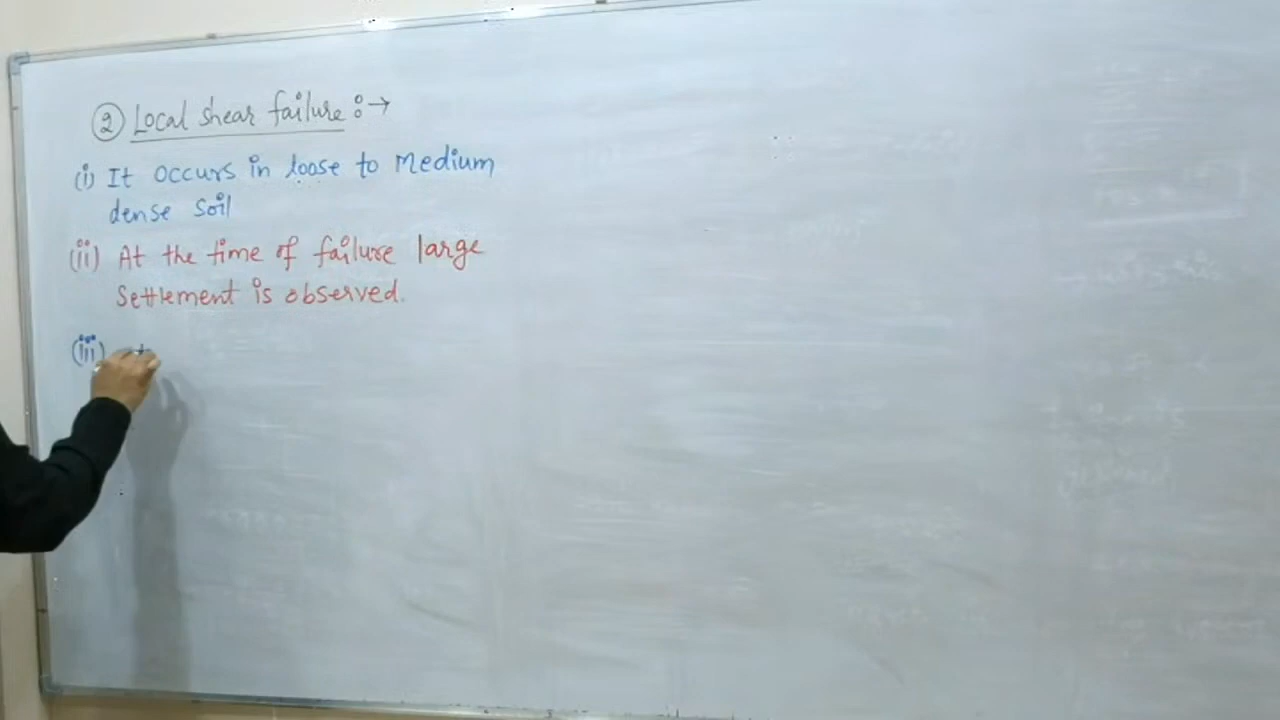 ② Local shear failure :→
(i) It occurs in loose to Medium
dense soil
(ii) At the time of failure large
Settlement is observed.
(iii)